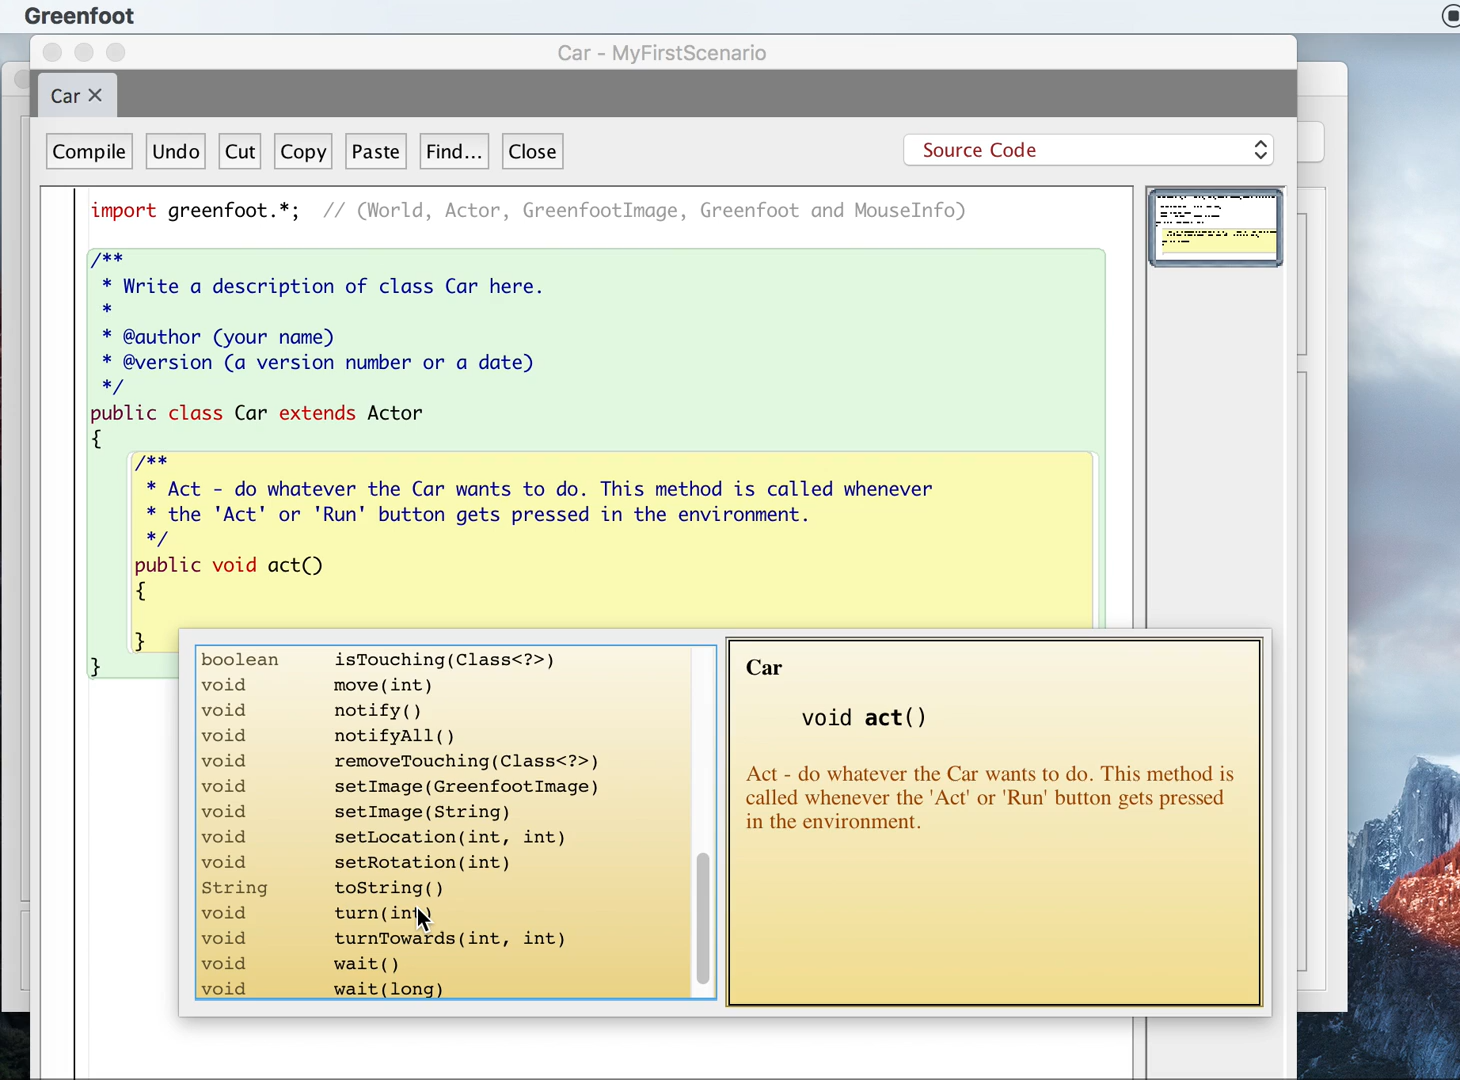 Greenfoot
Car - MyFirstScenario
Car ✕
Compile Undo Cut Copy Paste Find... Close Source Code
import greenfoot.*;  // (World, Actor, GreenfootImage, Greenfoot and MouseInfo)
/**
 * Write a description of class Car here.
 *
 * @author (your name)
 * @version (a version number or a date)
 */
public class Car extends Actor
{
/**
 * Act - do whatever the Car wants to do. This method is called whenever
 * the 'Act' or 'Run' button gets pressed in the environment.
 */
public void act()
{
}
}
boolean isTouching(Class<?>)
void move(int)
void notify()
void notifyAll()
void removeTouching(Class<?>)
void setImage(GreenfootImage)
void setImage(String)
void setLocation(int, int)
void setRotation(int)
String toString()
void turn(int)
void turnTowards(int, int)
void wait()
void wait(long)
Car
void act()
Act - do whatever the Car wants to do. This method is
called whenever the 'Act' or 'Run' button gets pressed
in the environment.